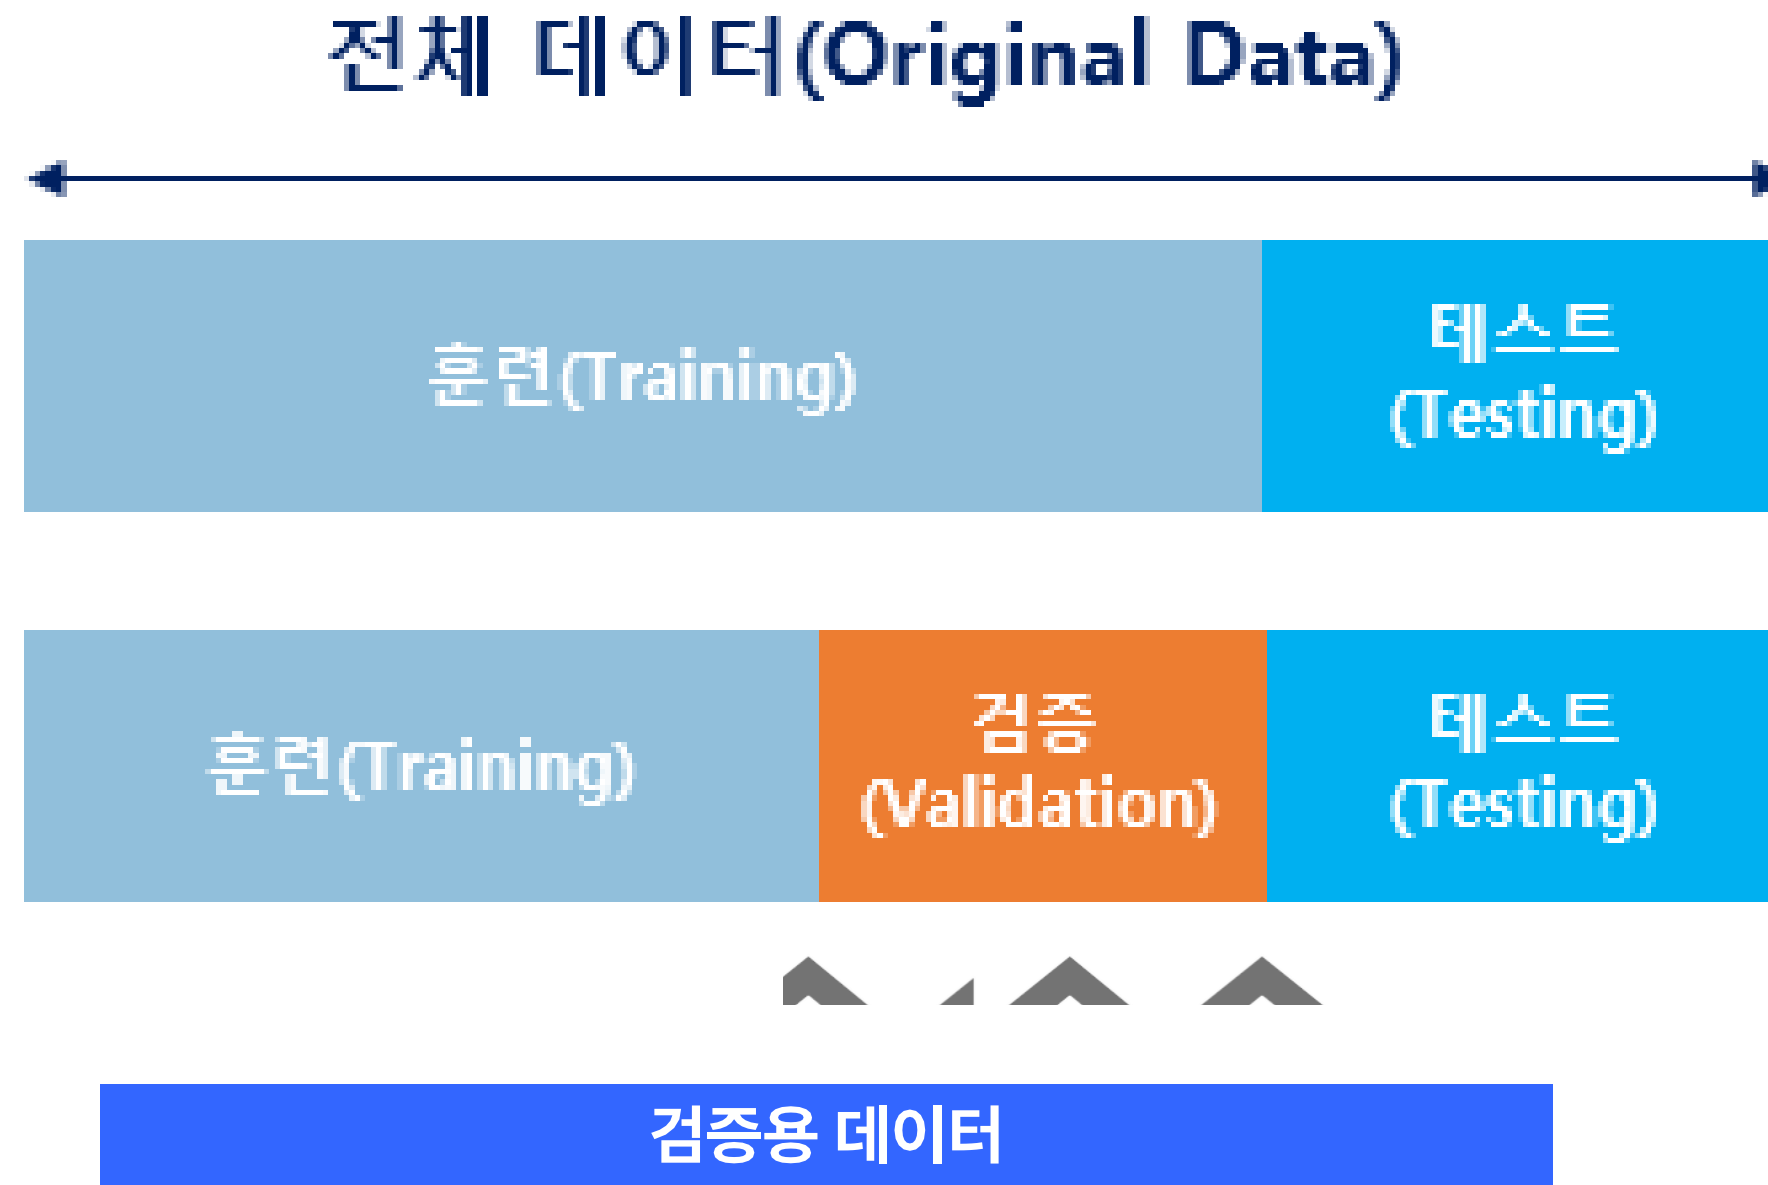 전체 데이터(Original Data)
훈련(Training)
테스트
(Testing)
훈련(Training)
검증
(Validation)
테스트
(Testing)
검증용 데이터